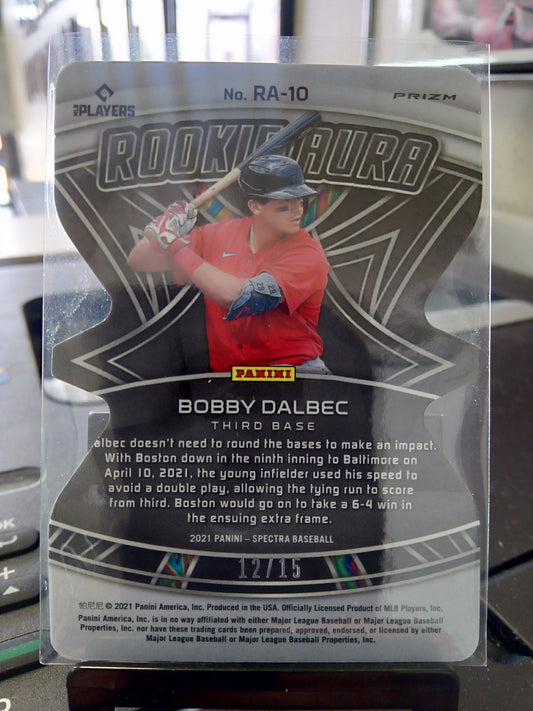 No. RA-10
PRIZM
MLB PLAYERS
ROOKIE AURA
PANINI
BOBBY DALBEC
THIRD BASE
albec doesn't need to round the bases to make an impact.
With Boston down in the ninth inning to Baltimore on
April 10, 2021, the young infielder used his speed to
avoid a double play, allowing the tying run to score
from third. Boston would go on to take a 6-4 win in
the ensuing extra frame.
2021 PANINI – SPECTRA BASEBALL
12/15
帕尼尼 © 2021 Panini America, Inc. Produced in the USA. Officially Licensed Product of MLB Players, Inc.
Panini America, Inc. is in no way affiliated with either Major League Baseball or Major League Baseball
Properties, Inc. nor have these trading cards been prepared, approved, endorsed, or licensed by either
Major League Baseball or Major League Baseball Properties, Inc.